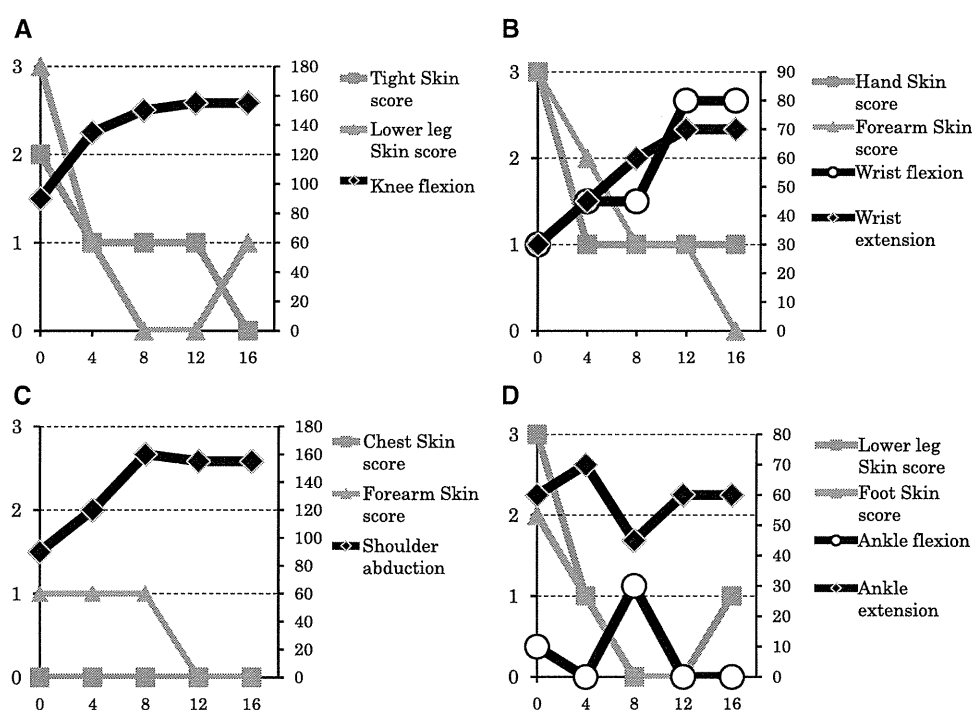 A
3
2
1
0
180
160
140
120
100
80
60
40
20
0
0 4 8 12 16
Tight Skin
score
Lower leg
Skin score
Knee flexion
B
3
2
1
0
90
80
70
60
50
40
30
20
10
0
0 4 8 12 16
Hand Skin
score
Forearm Skin
score
Wrist flexion
Wrist
extension
C
3
2
1
0
180
160
140
120
100
80
60
40
20
0
0 4 8 12 16
Chest Skin
score
Forearm Skin
score
Shoulder
abduction
D
3
2
1
0
80
70
60
50
40
30
20
10
0
0 4 8 12 16
Lower leg
Skin score
Foot Skin
score
Ankle flexion
Ankle
extension